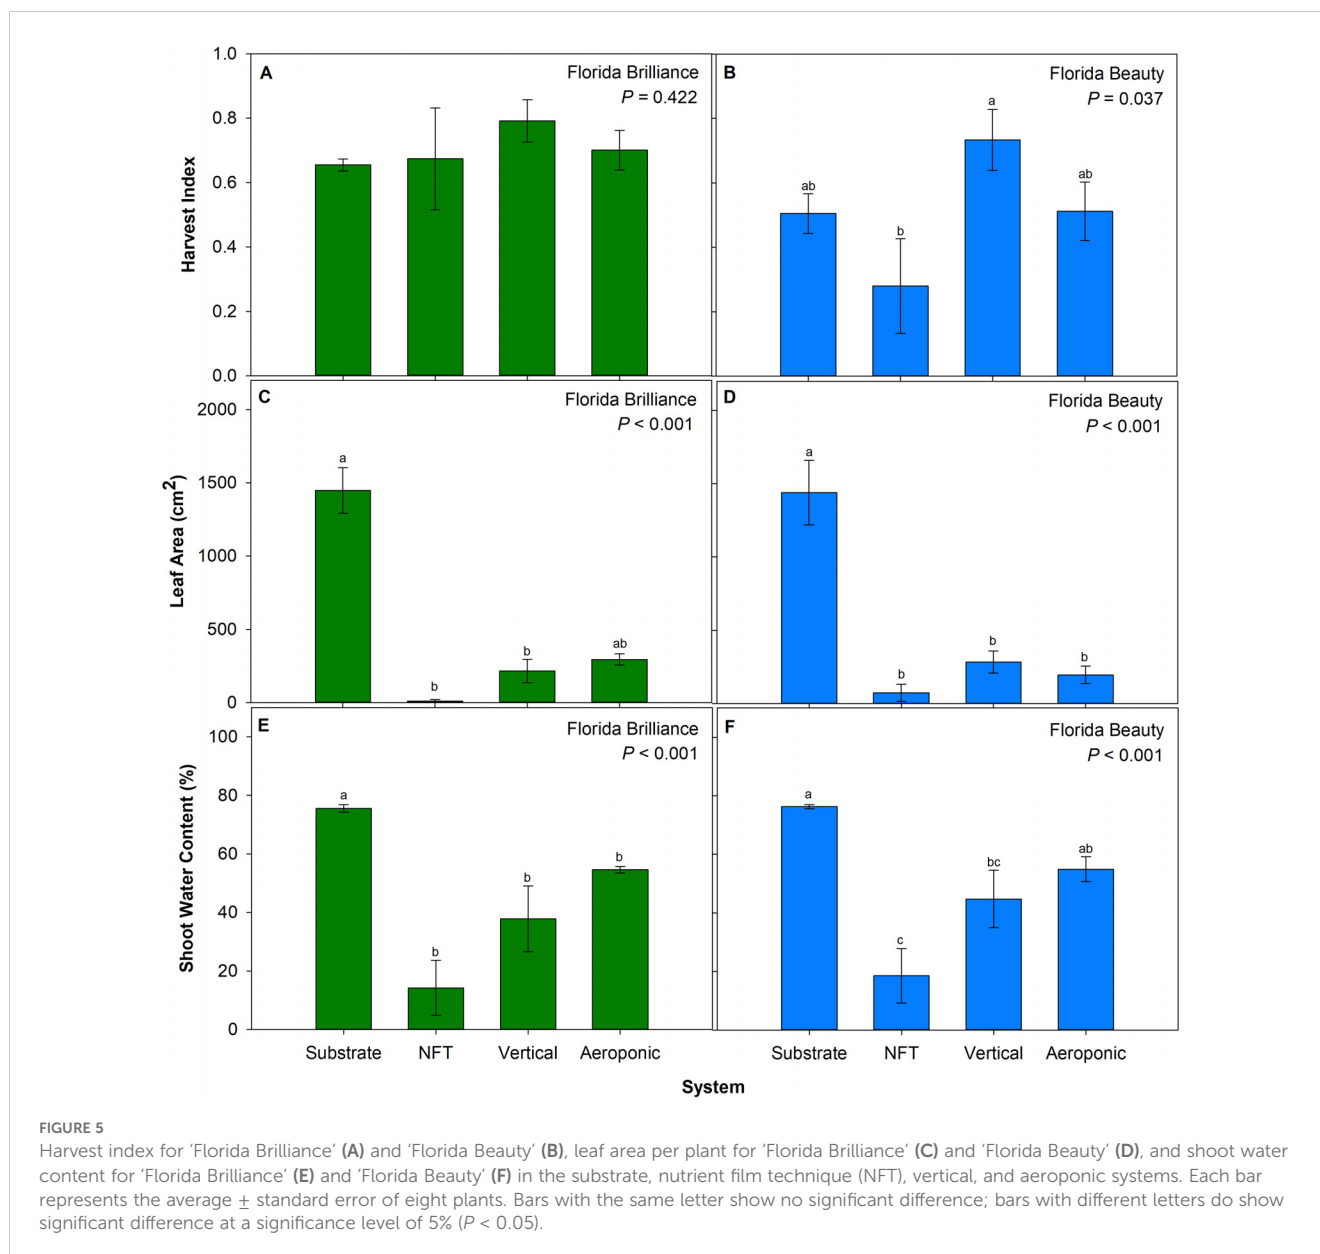 A
Florida Brilliance
P = 0.422
B
Florida Beauty
P = 0.037
Harvest Index
1.0
0.8
0.6
0.4
0.2
0.0
ab
b
a
ab
C
Florida Brilliance
P < 0.001
D
Florida Beauty
P < 0.001
Leaf Area (cm²)
2000
1500
1000
500
0
a
b
b
ab
a
b
b
b
E
Florida Brilliance
P < 0.001
F
Florida Beauty
P < 0.001
Shoot Water Content (%)
100
80
60
40
20
0
a
b
b
b
a
c
bc
ab
Substrate NFT Vertical Aeroponic Substrate NFT Vertical Aeroponic
System
FIGURE 5
Harvest index for ‘Florida Brilliance’ (A) and ‘Florida Beauty’ (B), leaf area per plant for ‘Florida Brilliance’ (C) and ‘Florida Beauty’ (D), and shoot water
content for ‘Florida Brilliance’ (E) and ‘Florida Beauty’ (F) in the substrate, nutrient film technique (NFT), vertical, and aeroponic systems. Each bar
represents the average ± standard error of eight plants. Bars with the same letter show no significant difference; bars with different letters do show
significant difference at a significance level of 5% (P < 0.05).